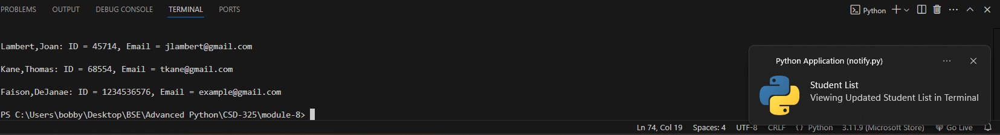 PROBLEMS OUTPUT DEBUG CONSOLE TERMINAL PORTS Python
Lambert,Joan: ID = 45714, Email = jlambert@gmail.com
Kane,Thomas: ID = 68554, Email = tkane@gmail.com
Faison,DeJanae: ID = 1234536576, Email = example@gmail.com
PS C:\Users\bobby\Desktop\BSE\Advanced Python\CSD-325\module-8>
Python Application (notify.py)
Student List
Viewing Updated Student List in Terminal
Ln 74, Col 19 Spaces: 4 UTF-8 CRLF {} Python 3.11.9 (Microsoft Store) Go Live